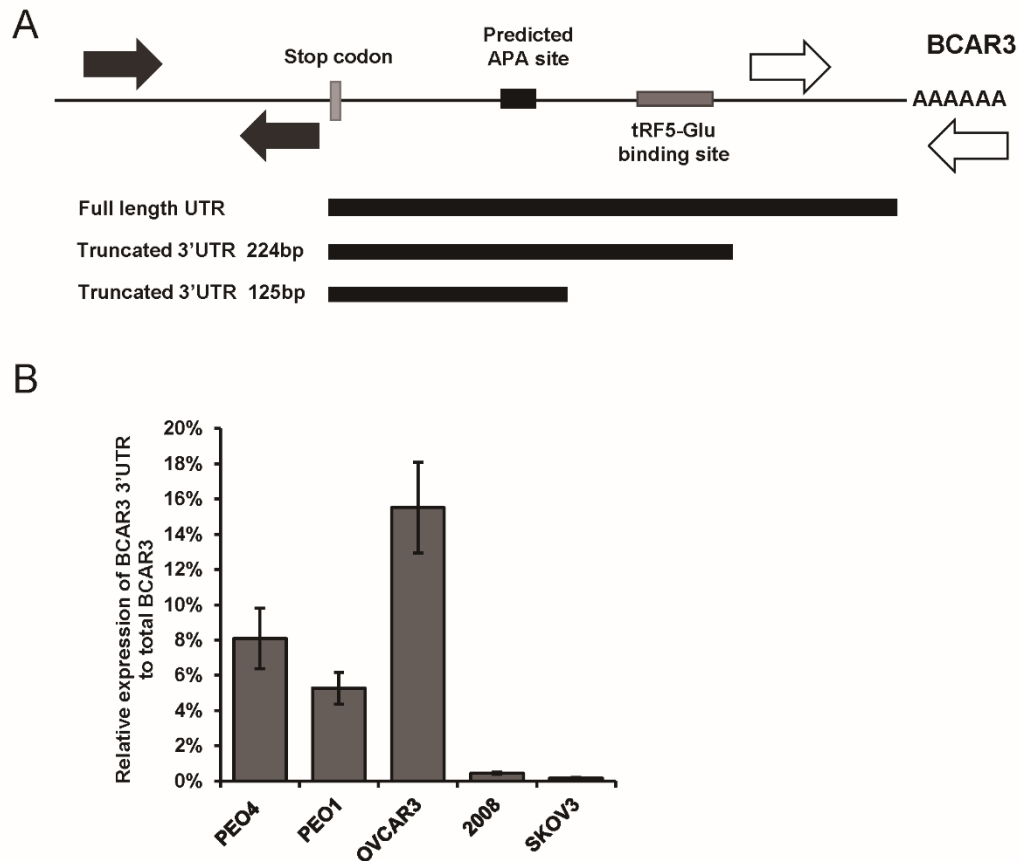 A
Stop codon
Predicted
APA site
BCAR3
AAAAAA
tRF5-Glu
binding site
Full length UTR
Truncated 3'UTR 224bp
Truncated 3'UTR 125bp
B
Relative expression of BCAR3 3'UTR
to total BCAR3
20%
18%
16%
14%
12%
10%
8%
6%
4%
2%
0%
PEO4
PEO1
OVCAR3
2008
SKOV3